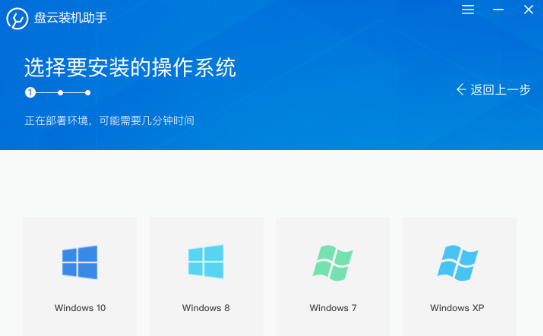 盘云装机助手
选择要安装的操作系统
1
返回上一步
正在部署环境，可能需要几分钟时间
Windows 10
Windows 8
Windows 7
Windows XP